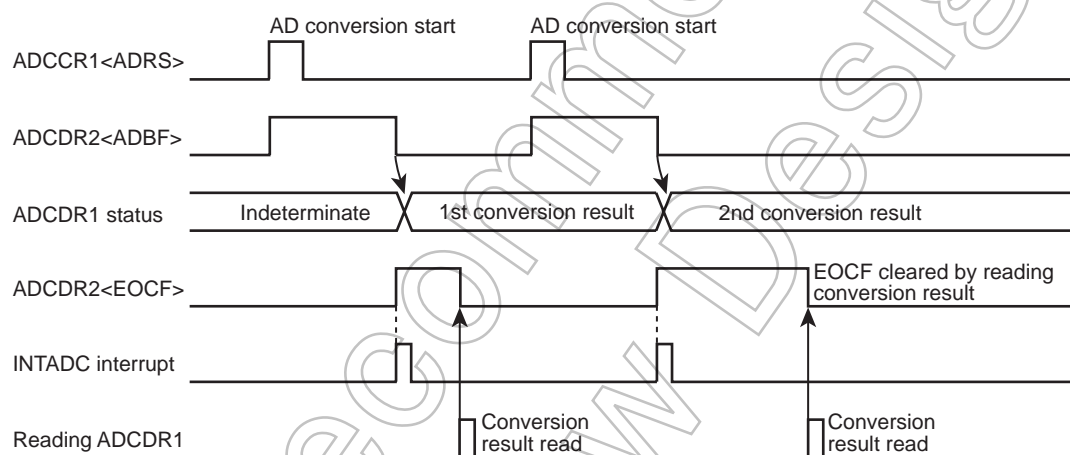 AD conversion start
AD conversion start
ADCCR1<ADRS>
ADCDR2<ADBF>
ADCDR1 status
Indeterminate
1st conversion result
2nd conversion result
ADCDR2<EOCF>
EOCF cleared by reading
conversion result
INTADC interrupt
Reading ADCDR1
Conversion
result read
Conversion
result read